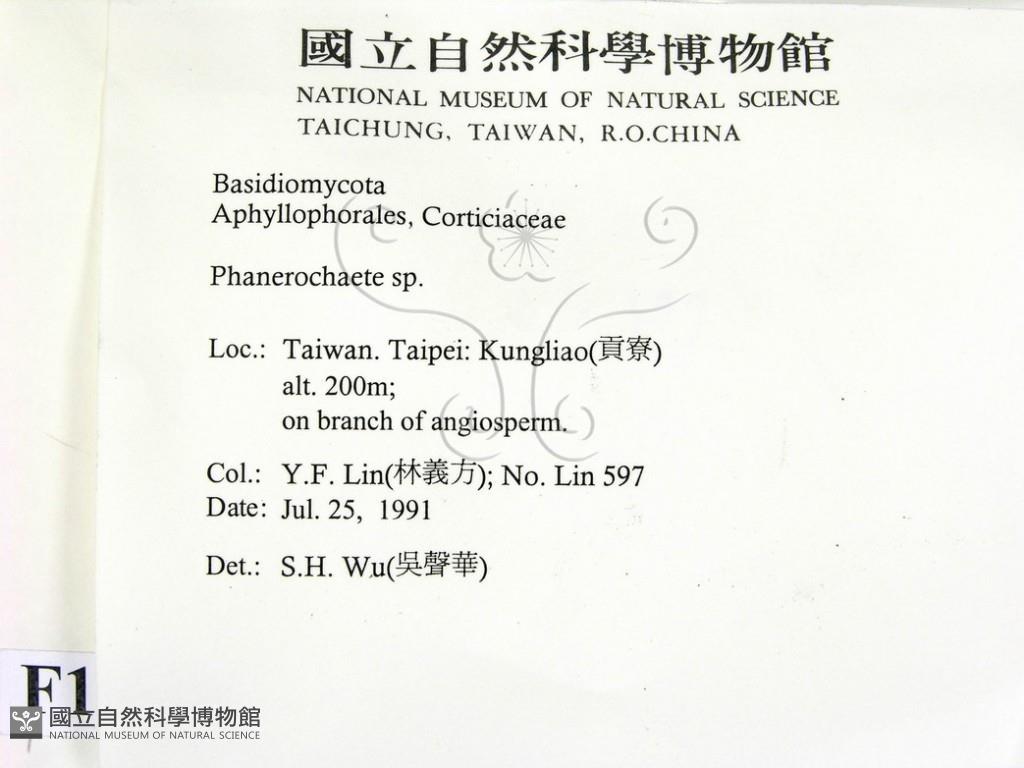 國立自然科學博物館
NATIONAL MUSEUM OF NATURAL SCIENCE
TAICHUNG, TAIWAN, R.O.CHINA
Basidiomycota
Aphyllophorales, Corticiaceae
Phanerochaete sp.
Loc.: Taiwan. Taipei: Kungliao(貢寮)
alt. 200m;
on branch of angiosperm.
Col.: Y.F. Lin(林義方); No. Lin 597
Date: Jul. 25, 1991
Det.: S.H. Wu(吳聲華)
F1
國立自然科學博物館
NATIONAL MUSEUM OF NATURAL SCIENCE